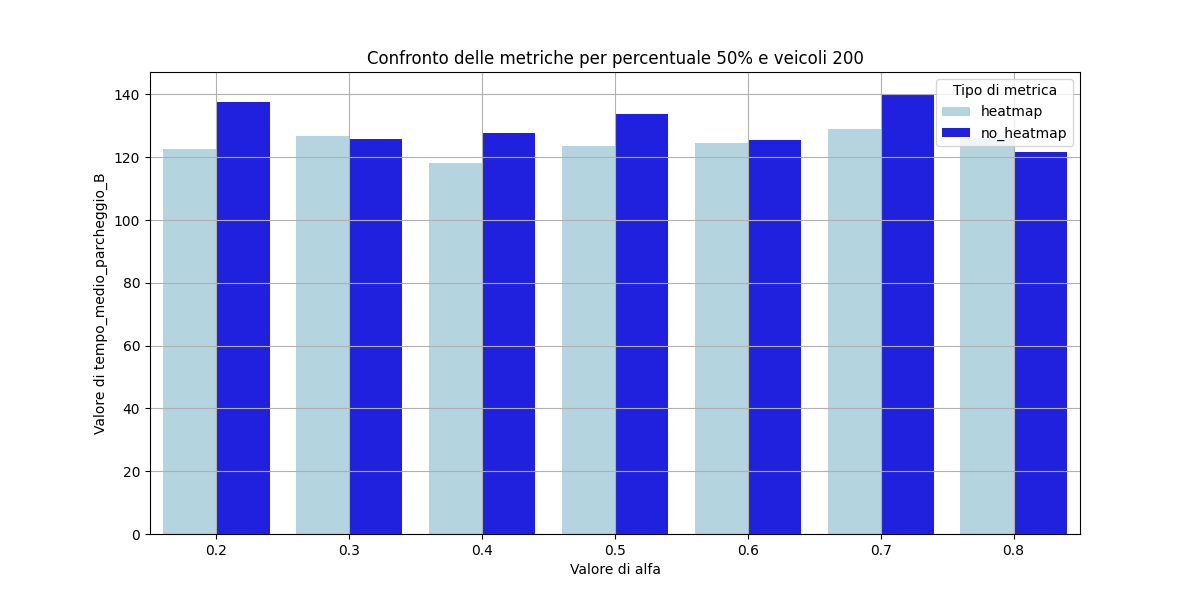 Confronto delle metriche per percentuale 50% e veicoli 200
Valore di tempo_medio_parcheggio_B
140
120
100
80
60
40
20
0
Tipo di metrica
heatmap
no_heatmap
0.2 0.3 0.4 0.5 0.6 0.7 0.8
Valore di alfa